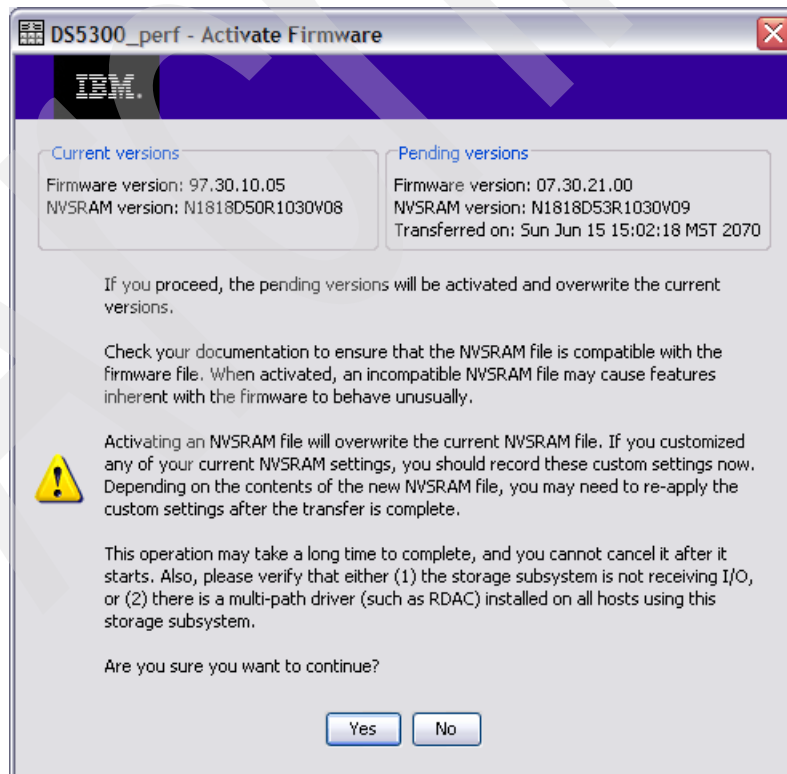 DS5300_perf - Activate Firmware
IBM.
Current versions
Firmware version: 97.30.10.05
NVSRAM version: N1818D50R1030V08
Pending versions
Firmware version: 07.30.21.00
NVSRAM version: N1818D53R1030V09
Transferred on: Sun Jun 15 15:02:18 MST 2070
If you proceed, the pending versions will be activated and overwrite the current
versions.
Check your documentation to ensure that the NVSRAM file is compatible with the
firmware file. When activated, an incompatible NVSRAM file may cause features
inherent with the firmware to behave unusually.
Activating an NVSRAM file will overwrite the current NVSRAM file. If you customized
any of your current NVSRAM settings, you should record these custom settings now.
Depending on the contents of the new NVSRAM file, you may need to re-apply the
custom settings after the transfer is complete.
This operation may take a long time to complete, and you cannot cancel it after it
starts. Also, please verify that either (1) the storage subsystem is not receiving I/O,
or (2) there is a multi-path driver (such as RDAC) installed on all hosts using this
storage subsystem.
Are you sure you want to continue?
Yes
No